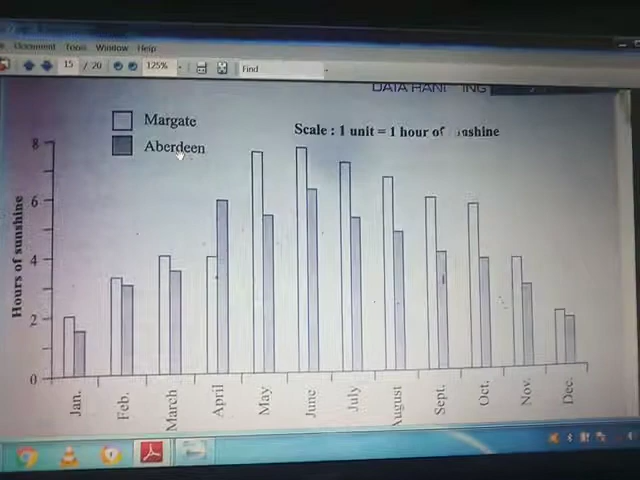 Document Tools Window Help
15 / 20 125% Find
DATA HAN ING
Margate
Aberdeen
Scale : 1 unit = 1 hour of
Hours of sunshine
8
6
4
2
0
Jan.
Feb.
March
April
May
June
July
August
Sept.
Oct.
Nov.
Dec.